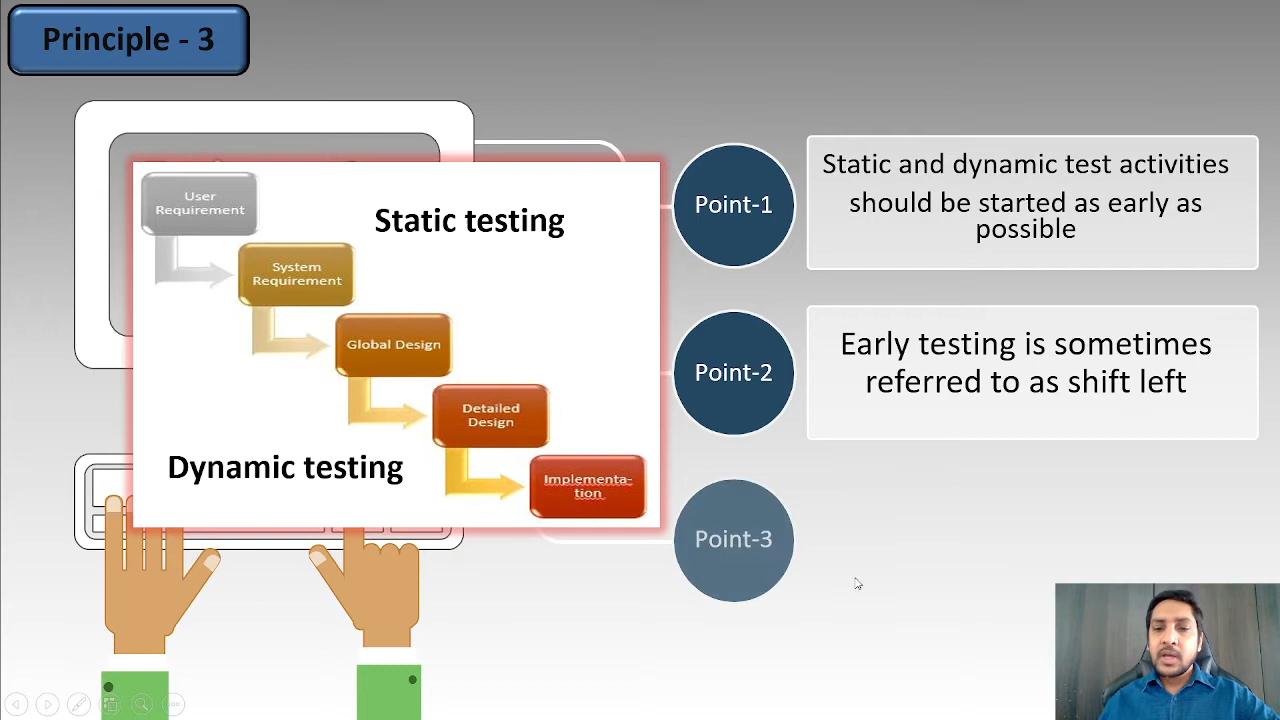 Principle - 3
User
Requirement
Static testing
System
Requirement
Global Design
Detailed
Design
Dynamic testing
Implementa-
tion
Point-1
Static and dynamic test activities
should be started as early as
possible
Point-2
Early testing is sometimes
referred to as shift left
Point-3